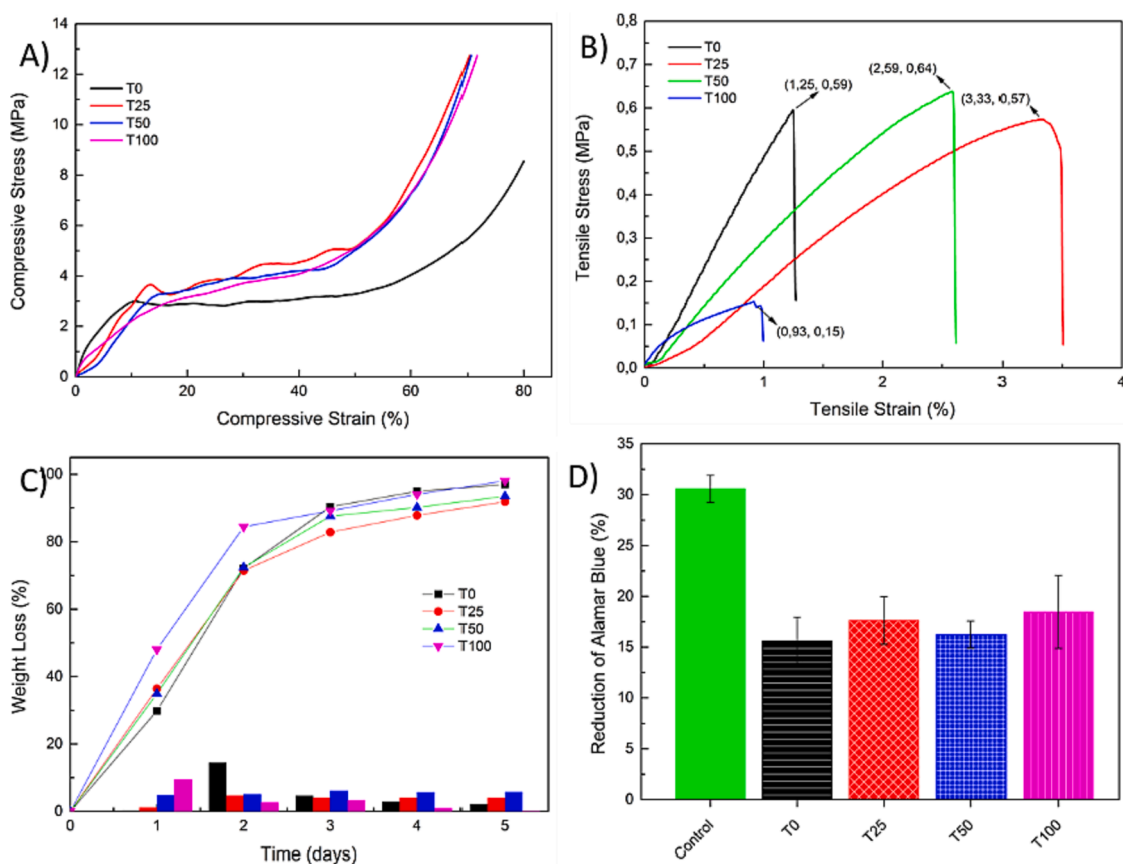 A)
14
12
10
8
6
4
2
0
Compressive Stress (MPa)
T0
T25
T50
T100
0 10 20 30 40 50 60 70 80
Compressive Strain (%)
B)
0,8
0,7
0,6
0,5
0,4
0,3
0,2
0,1
0,0
Tensile Stress (MPa)
T0
T25
T50
T100
(1,25, 0,59)
(2,59, 0,64)
(3,33, 0,57)
(0,93, 0,15)
0 1 2 3 4
Tensile Strain (%)
C)
100
80
60
40
20
0
Weight Loss (%)
T0
T25
T50
T100
0 1 2 3 4 5
Time (days)
D)
35
30
25
20
15
10
5
0
Reduction of Alamar Blue (%)
Control T0 T25 T50 T100